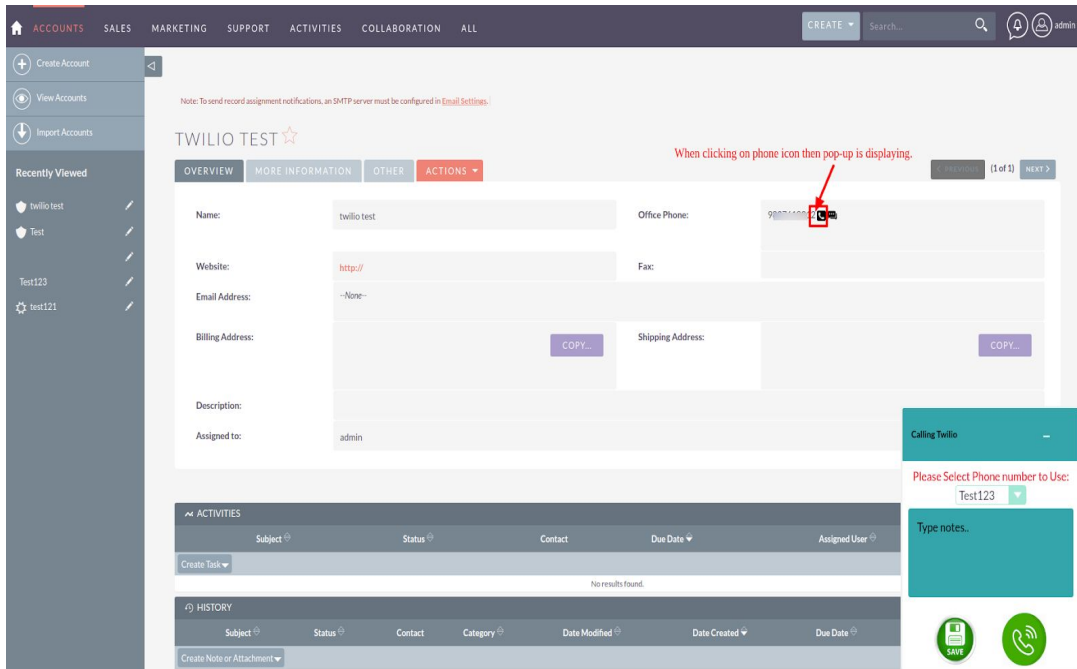 ACCOUNTS SALES MARKETING SUPPORT ACTIVITIES COLLABORATION ALL CREATE Search... admin
Create Account
View Accounts
Import Accounts
Recently Viewed
twilio test
Test
Test123
test121
Note: To send record assignment notifications, an SMTP server must be configured in Email Settings.
TWILIO TEST
When clicking on phone icon then pop-up is displaying.
OVERVIEW MORE INFORMATION OTHER ACTIONS < PREVIOUS (1 of 1) NEXT >
Name: twilio test Office Phone:
Website: http:// Fax:
Email Address: --None--
Billing Address: COPY... Shipping Address: COPY...
Description:
Assigned to: admin
ACTIVITIES
Subject Status Contact Due Date Assigned User
Create Task
No results found.
HISTORY
Subject Status Contact Category Date Modified Date Created Due Date
Create Note or Attachment
Calling Twilio
Please Select Phone number to Use:
Test123
Type notes..
SAVE